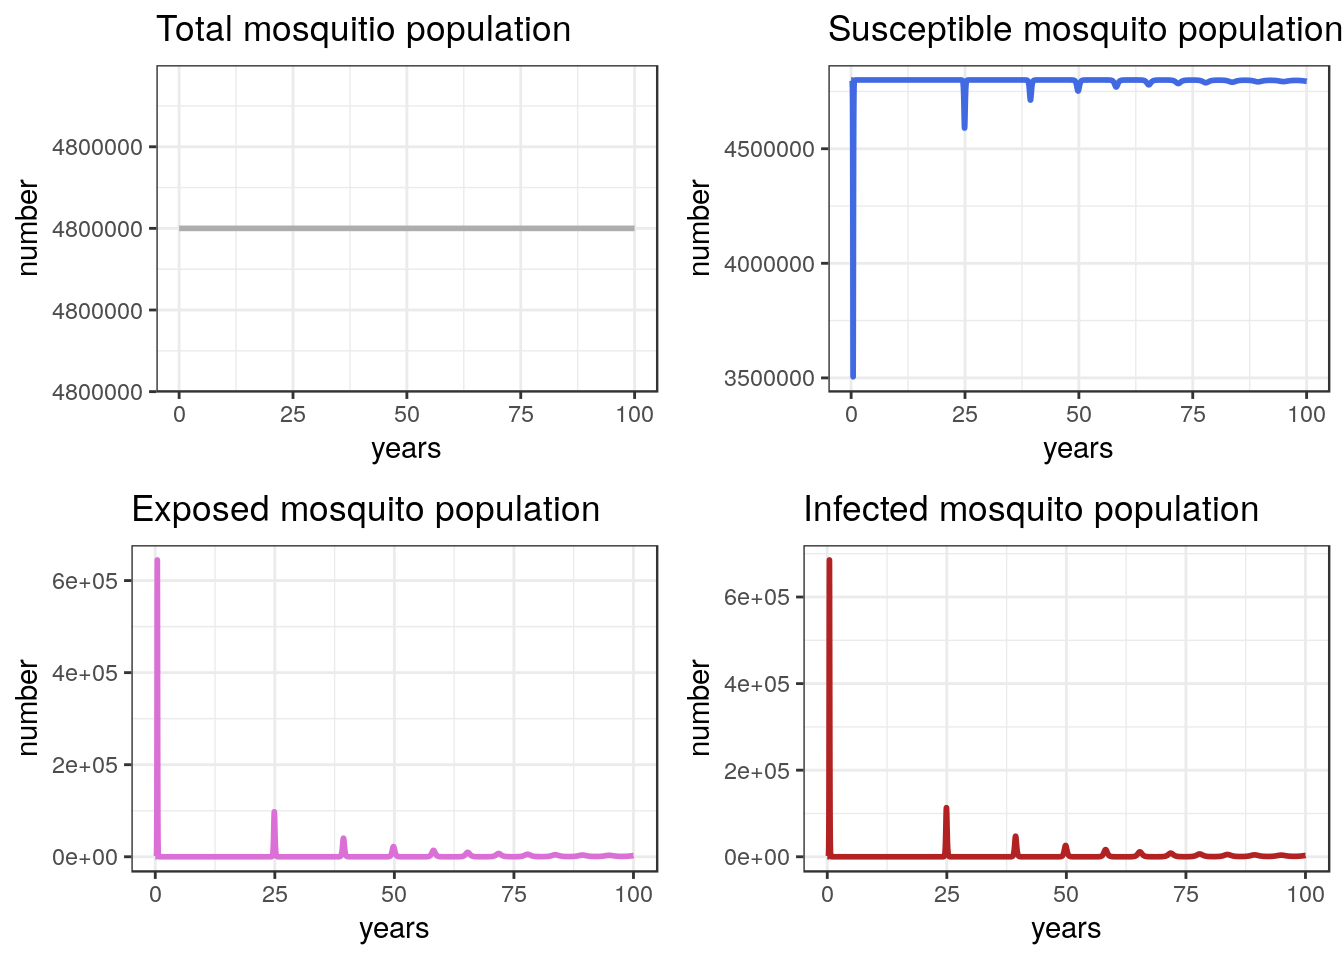 Total mosquitio population
number
4800000
4800000
4800000
4800000
0 25 50 75 100
years
Susceptible mosquito population
number
4500000
4000000
3500000
0 25 50 75 100
years
Exposed mosquito population
number
6e+05
4e+05
2e+05
0e+00
0 25 50 75 100
years
Infected mosquito population
number
6e+05
4e+05
2e+05
0e+00
0 25 50 75 100
years